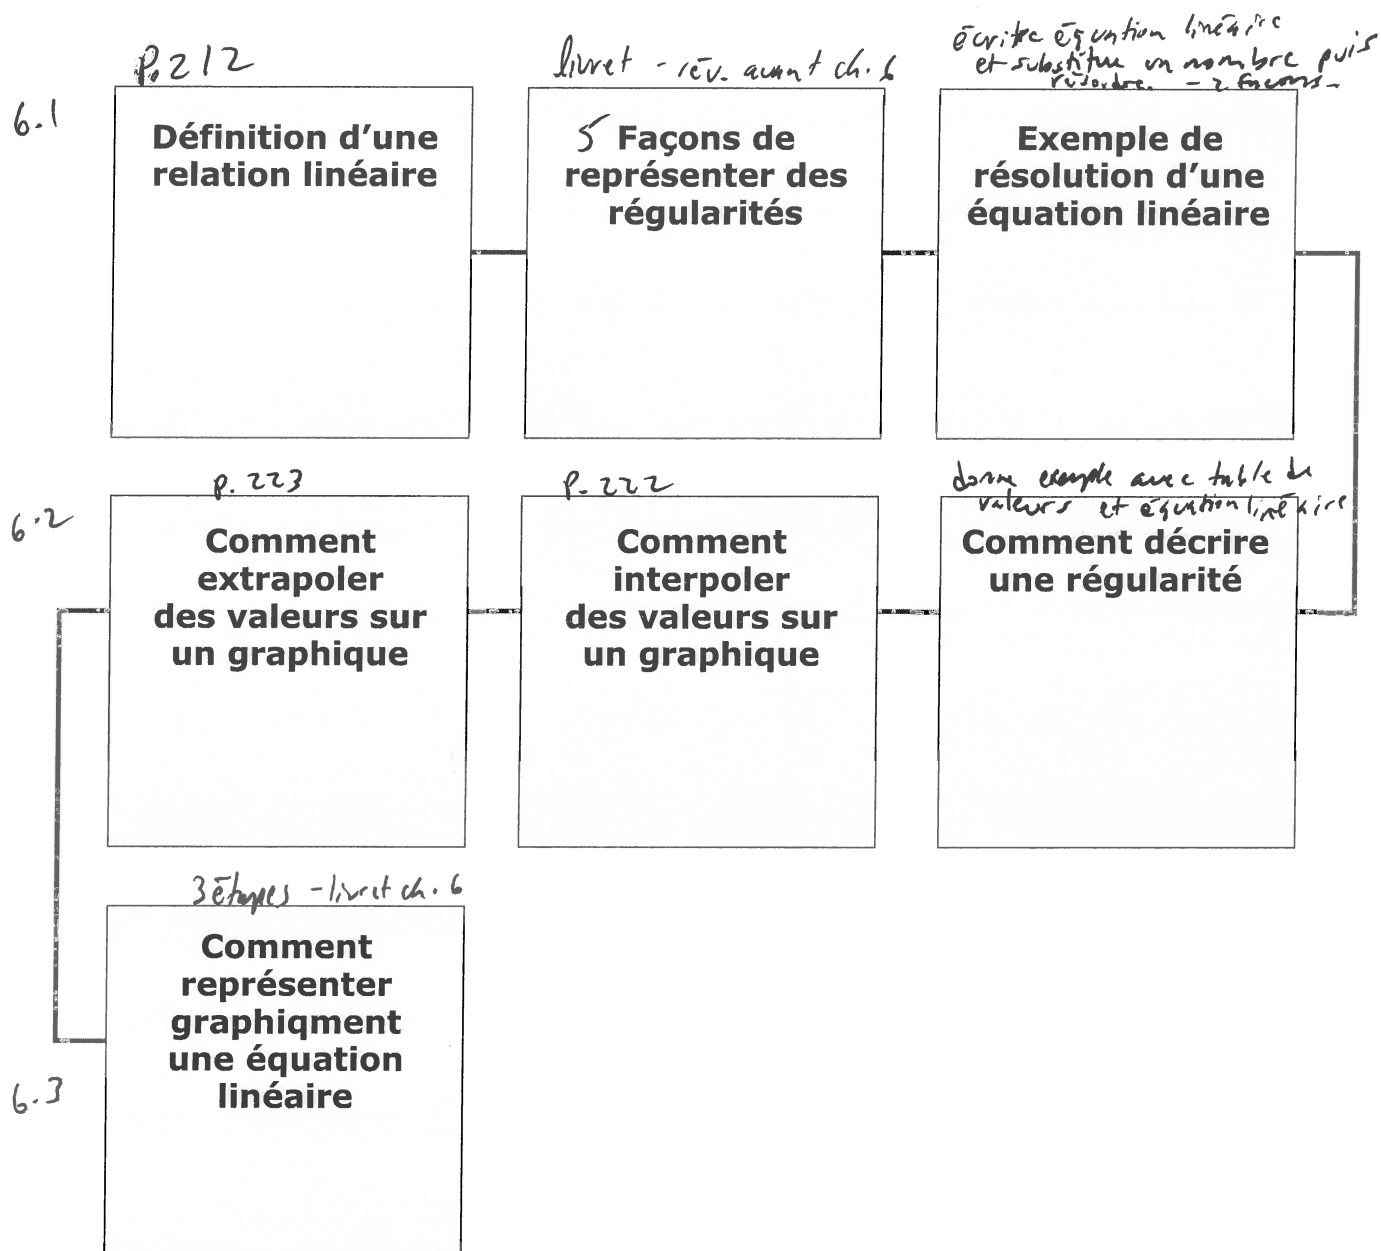 P.212
livret - rév. avant ch. 6
écrire équation linéaire
et substitue un nombre puis
résoudre. - 2 façons -
6.1
Définition d'une
relation linéaire
5 Façons de
représenter des
régularités
Exemple de
résolution d'une
équation linéaire
p. 223
p. 222
donne exemple avec table de
valeurs et équation linéaire
6.2
Comment
extrapoler
des valeurs sur
un graphique
Comment
interpoler
des valeurs sur
un graphique
Comment décrire
une régularité
3 étapes - livret ch. 6
Comment
représenter
graphiqment
une équation
linéaire
6.3